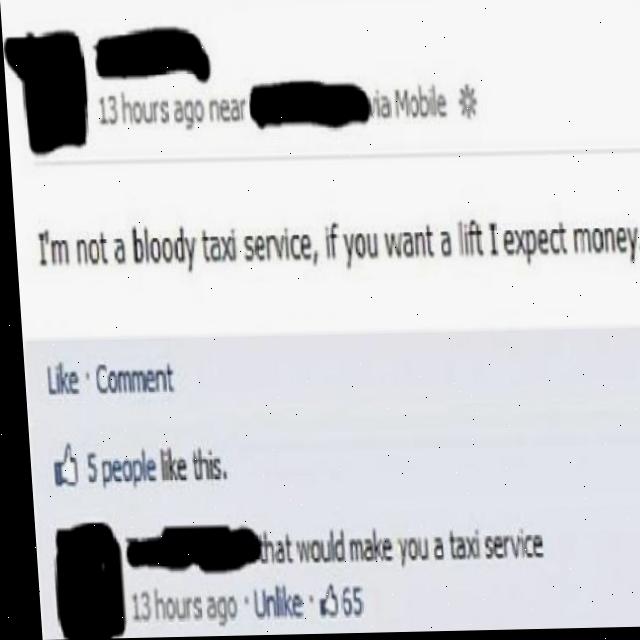 13 hours ago near via Mobile
I'm not a bloody taxi service, if you want a lift I expect money
Like · Comment
5 people like this.
that would make you a taxi service
13 hours ago · Unlike · 65